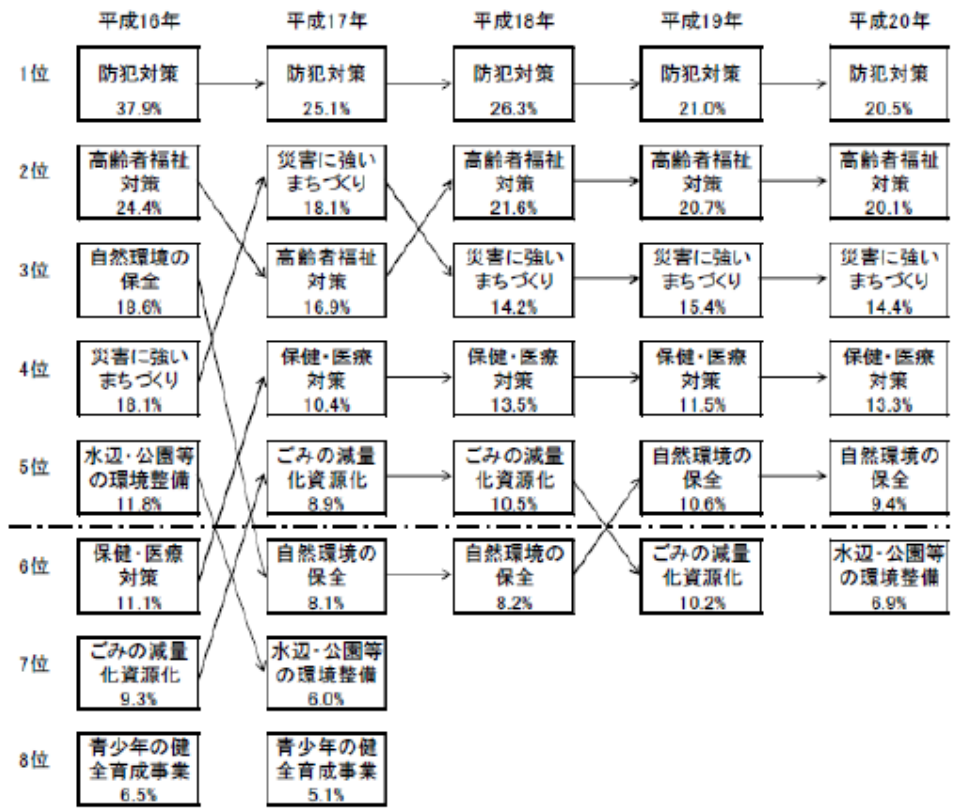 平成16年 平成17年 平成18年 平成19年 平成20年
1位
防犯対策
37.9%
防犯対策
25.1%
防犯対策
26.3%
防犯対策
21.0%
防犯対策
20.5%
2位
高齢者福祉
対策
24.4%
災害に強い
まちづくり
18.1%
高齢者福祉
対策
21.6%
高齢者福祉
対策
20.7%
高齢者福祉
対策
20.1%
3位
自然環境の
保全
18.6%
高齢者福祉
対策
16.9%
災害に強い
まちづくり
14.2%
災害に強い
まちづくり
15.4%
災害に強い
まちづくり
14.4%
4位
災害に強い
まちづくり
18.1%
保健・医療
対策
10.4%
保健・医療
対策
13.5%
保健・医療
対策
11.5%
保健・医療
対策
13.3%
5位
水辺・公園等
の環境整備
11.8%
ごみの減量
化資源化
8.9%
ごみの減量
化資源化
10.5%
自然環境の
保全
10.6%
自然環境の
保全
9.4%
6位
保健・医療
対策
11.1%
自然環境の
保全
8.1%
自然環境の
保全
8.2%
ごみの減量
化資源化
10.2%
水辺・公園等
の環境整備
6.9%
7位
ごみの減量
化資源化
9.3%
水辺・公園等
の環境整備
6.0%
8位
青少年の健
全育成事業
6.5%
青少年の健
全育成事業
5.1%